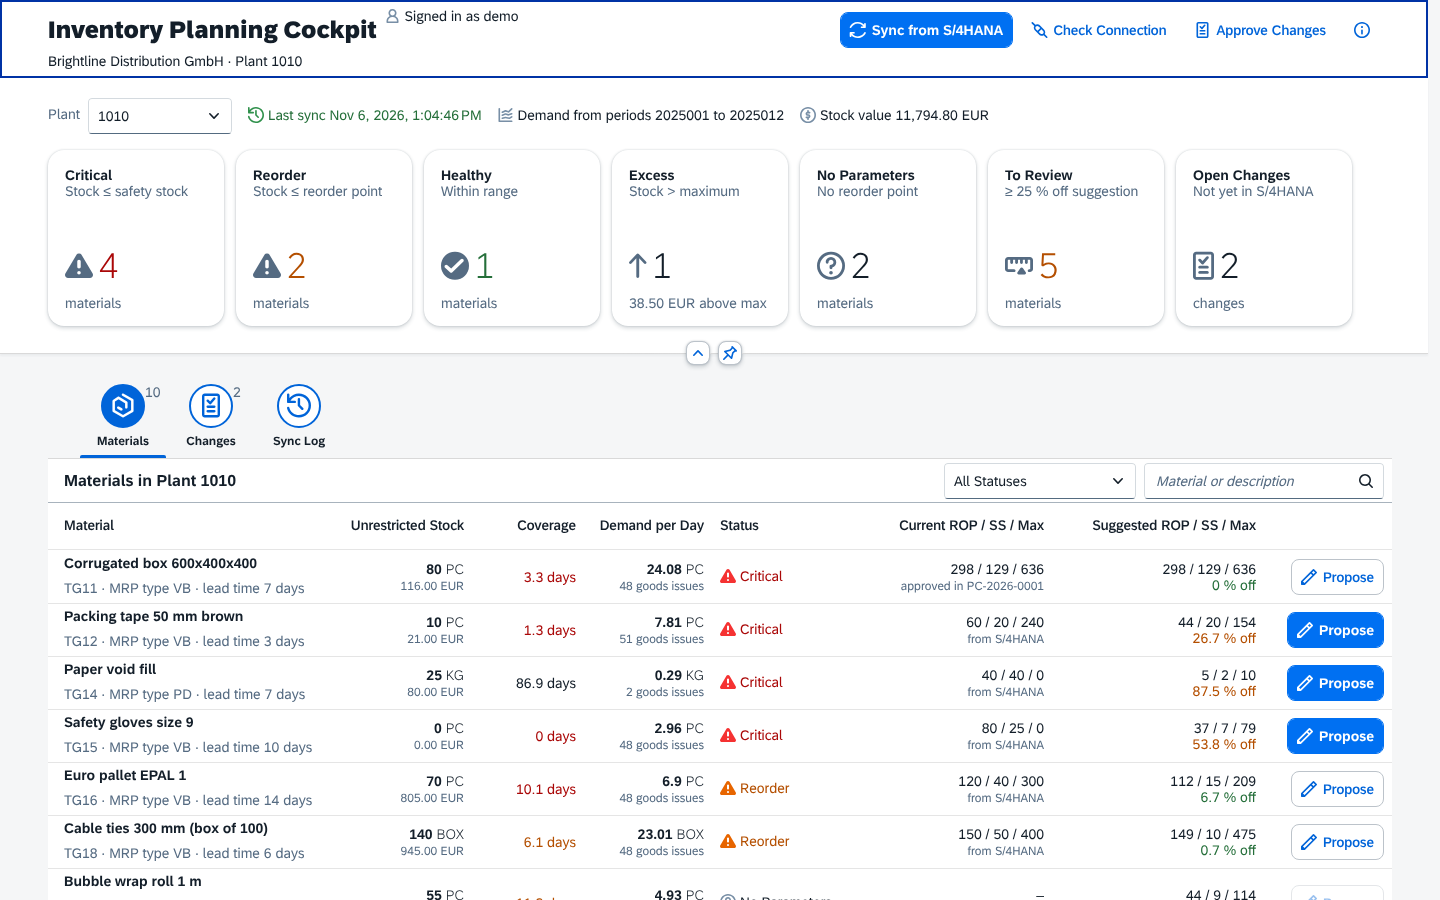 Inventory Planning Cockpit
Signed in as demo
Sync from S/4HANA
Check Connection
Approve Changes
Brightline Distribution GmbH · Plant 1010
Plant
1010
Last sync Nov 6, 2026, 1:04:46 PM
Demand from periods 2025001 to 2025012
Stock value 11,794.80 EUR
Critical
Stock ≤ safety stock
4
materials
Reorder
Stock ≤ reorder point
2
materials
Healthy
Within range
1
materials
Excess
Stock > maximum
1
38.50 EUR above max
No Parameters
No reorder point
2
materials
To Review
≥ 25 % off suggestion
5
materials
Open Changes
Not yet in S/4HANA
2
changes
10
Materials
2
Changes
Sync Log
Materials in Plant 1010
All Statuses
Material or description
Material
Unrestricted Stock
Coverage
Demand per Day
Status
Current ROP / SS / Max
Suggested ROP / SS / Max
Corrugated box 600x400x400
TG11 · MRP type VB · lead time 7 days
80 PC
116.00 EUR
3.3 days
24.08 PC
48 goods issues
Critical
298 / 129 / 636
approved in PC-2026-0001
298 / 129 / 636
0 % off
Propose
Packing tape 50 mm brown
TG12 · MRP type VB · lead time 3 days
10 PC
21.00 EUR
1.3 days
7.81 PC
51 goods issues
Critical
60 / 20 / 240
from S/4HANA
44 / 20 / 154
26.7 % off
Propose
Paper void fill
TG14 · MRP type PD · lead time 7 days
25 KG
80.00 EUR
86.9 days
0.29 KG
2 goods issues
Critical
40 / 40 / 0
from S/4HANA
5 / 2 / 10
87.5 % off
Propose
Safety gloves size 9
TG15 · MRP type VB · lead time 10 days
0 PC
0.00 EUR
0 days
2.96 PC
48 goods issues
Critical
80 / 25 / 0
from S/4HANA
37 / 7 / 79
53.8 % off
Propose
Euro pallet EPAL 1
TG16 · MRP type VB · lead time 14 days
70 PC
805.00 EUR
10.1 days
6.9 PC
48 goods issues
Reorder
120 / 40 / 300
from S/4HANA
112 / 15 / 209
6.7 % off
Propose
Cable ties 300 mm (box of 100)
TG18 · MRP type VB · lead time 6 days
140 BOX
945.00 EUR
6.1 days
23.01 BOX
48 goods issues
Reorder
150 / 50 / 400
from S/4HANA
149 / 10 / 475
0.7 % off
Propose
Bubble wrap roll 1 m
55 PC
4.93 PC
–
44 / 9 / 114